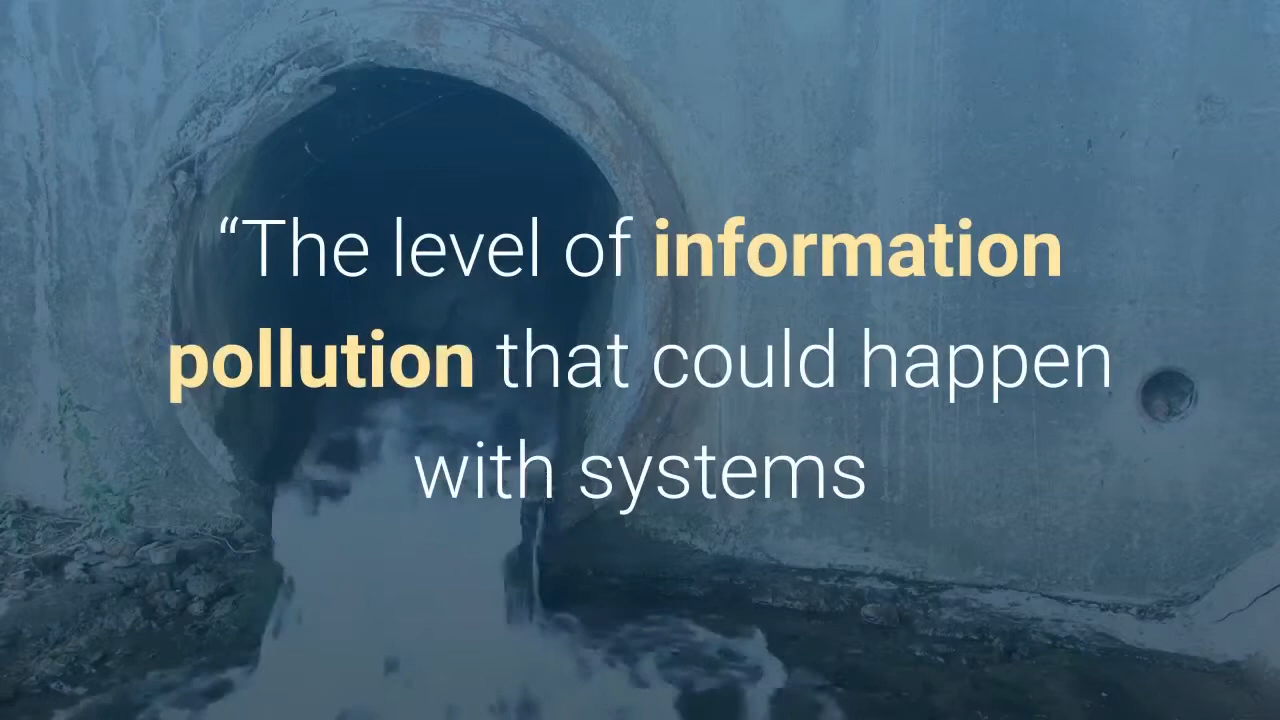 “The level of information
pollution that could happen
with systems